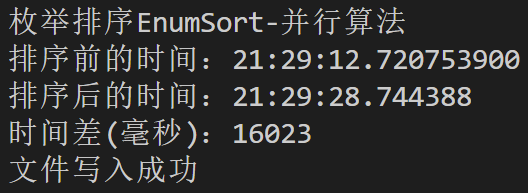 枚举排序EnumSort-并行算法
排序前的时间：21:29:12.720753900
排序后的时间：21:29:28.744388
时间差(毫秒)：16023
文件写入成功